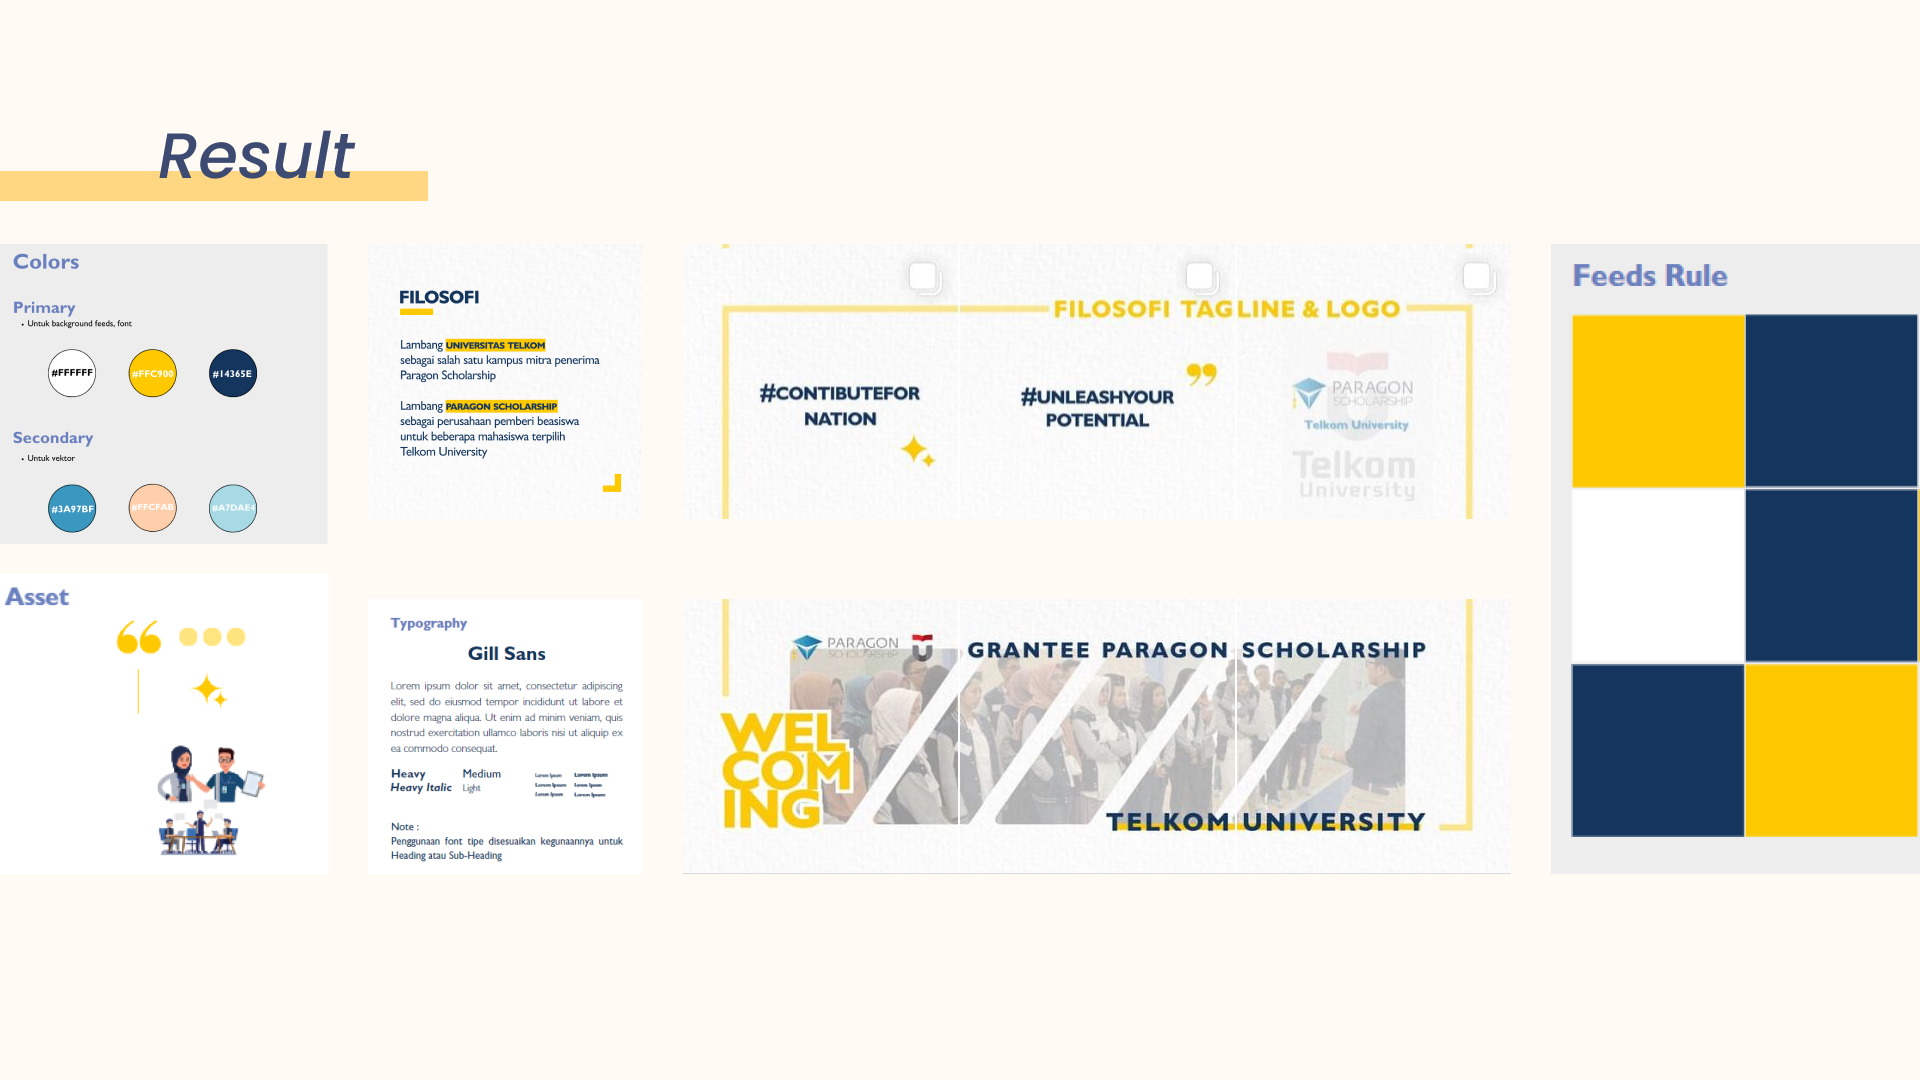 Result
Colors
Primary
• Untuk background feeds, font
#FFFFFF
#FFC900
#14365E
Secondary
• Untuk vektor
#3A97BF
#FFCFAB
#A7DAE4
Asset
FILOSOFI
Lambang UNIVERSITAS TELKOM
sebagai salah satu kampus mitra penerima
Paragon Scholarship
Lambang PARAGON SCHOLARSHIP
sebagai perusahaan pemberi beasiswa
untuk beberapa mahasiswa terpilih
Telkom University
Typography
Gill Sans
Lorem ipsum dolor sit amet, consectetur adipiscing
elit, sed do eiusmod tempor incididunt ut labore et
dolore magna aliqua. Ut enim ad minim veniam, quis
nostrud exercitation ullamco laboris nisi ut aliquip ex
ea commodo consequat.
Heavy
Heavy Italic
Medium
Light
Lorem Ipsum
Lorem Ipsum
Lorem Ipsum
Lorem Ipsum
Lorem Ipsum
Lorem Ipsum
Note :
Penggunaan font tipe disesuaikan kegunaannya untuk
Heading atau Sub-Heading
FILOSOFI TAGLINE & LOGO
#CONTIBUTEFOR
NATION
#UNLEASHYOUR
POTENTIAL
PARAGON
SCHOLARSHIP
Telkom University
Telkom
University
PARAGON
SCHOLARSHIP
GRANTEE PARAGON SCHOLARSHIP
WEL
COM
ING
TELKOM UNIVERSITY
Feeds Rule